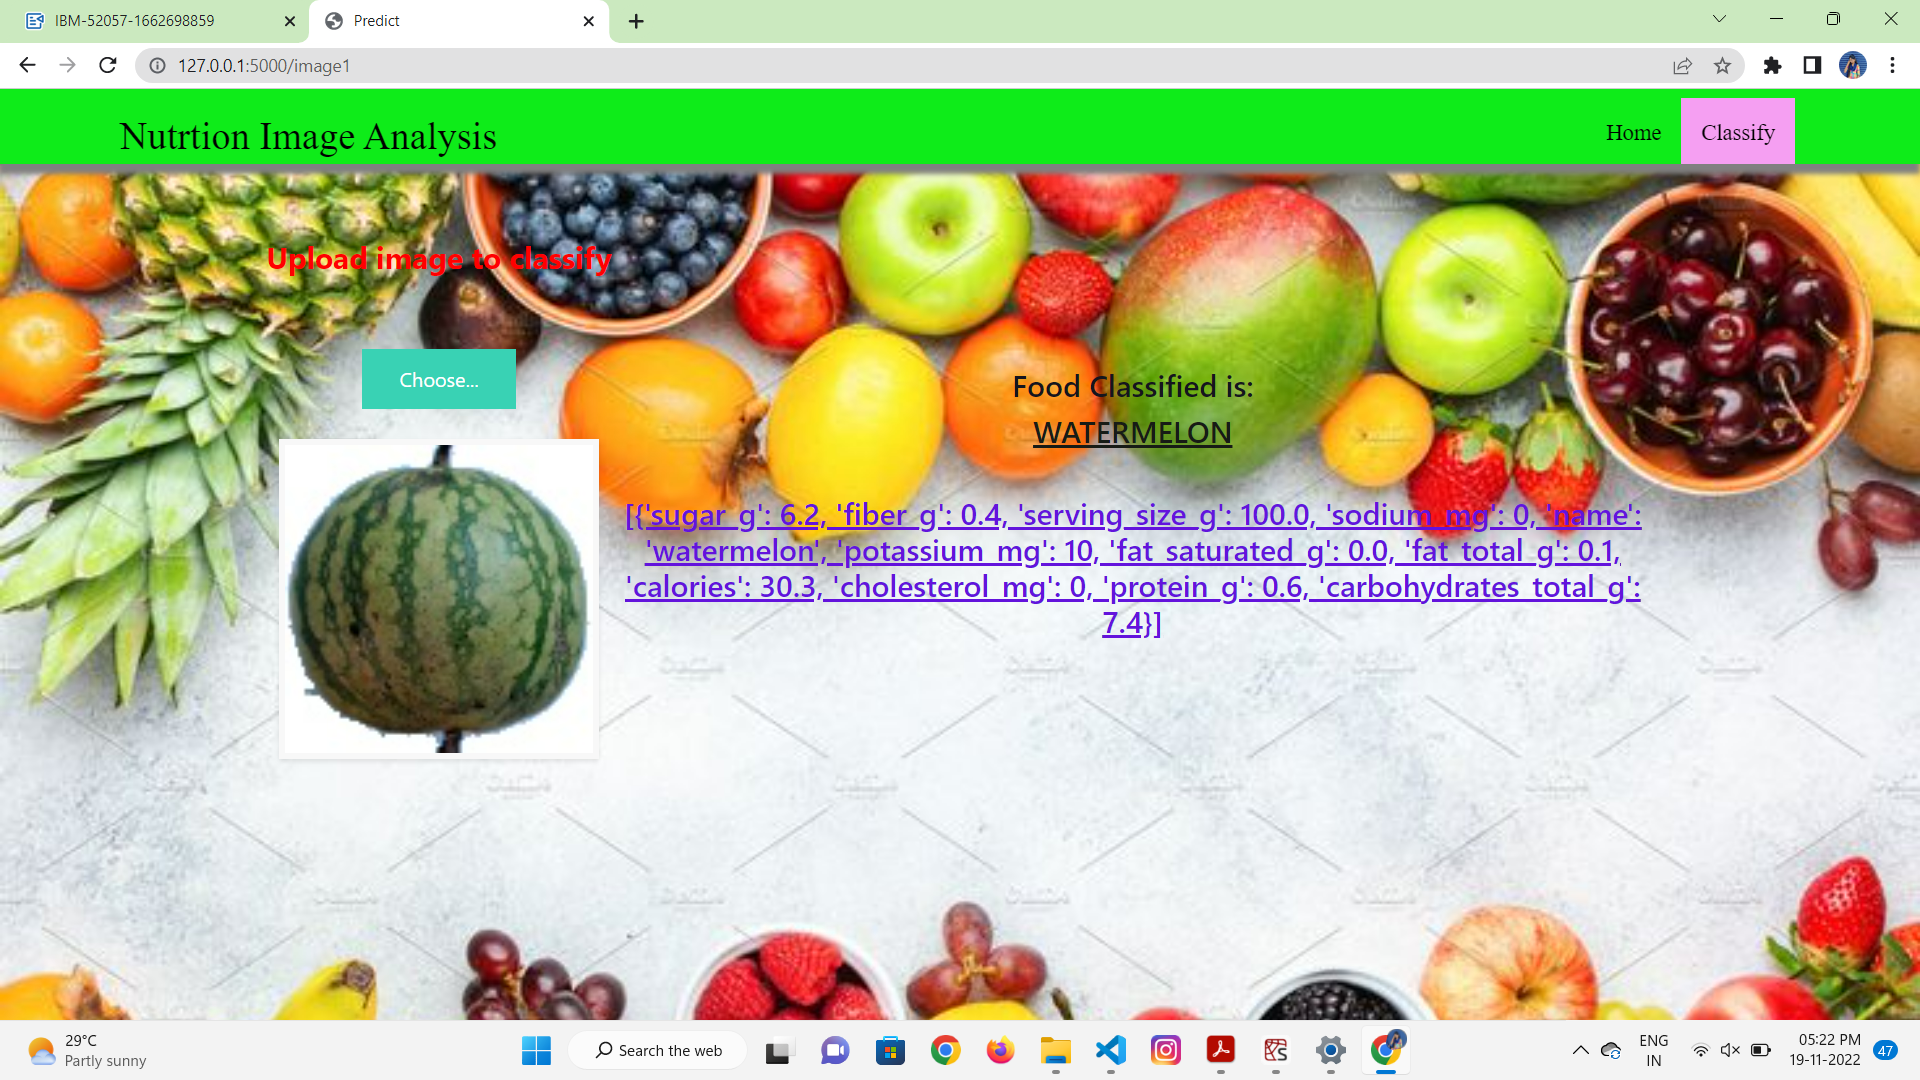 IBM-52057-1662698859
Predict
127.0.0.1:5000/image1
Nutrtion Image Analysis
Home
Classify
Upload image to classify
Choose...
Food Classified is:
WATERMELON
[{'sugar_g': 6.2, 'fiber_g': 0.4, 'serving_size_g': 100.0, 'sodium_mg': 0, 'name':
'watermelon', 'potassium_mg': 10, 'fat_saturated_g': 0.0, 'fat_total_g': 0.1,
'calories': 30.3, 'cholesterol_mg': 0, 'protein_g': 0.6, 'carbohydrates_total_g':
7.4}]
29°C
Partly sunny
Search the web
ENG
IN
05:22 PM
19-11-2022
47